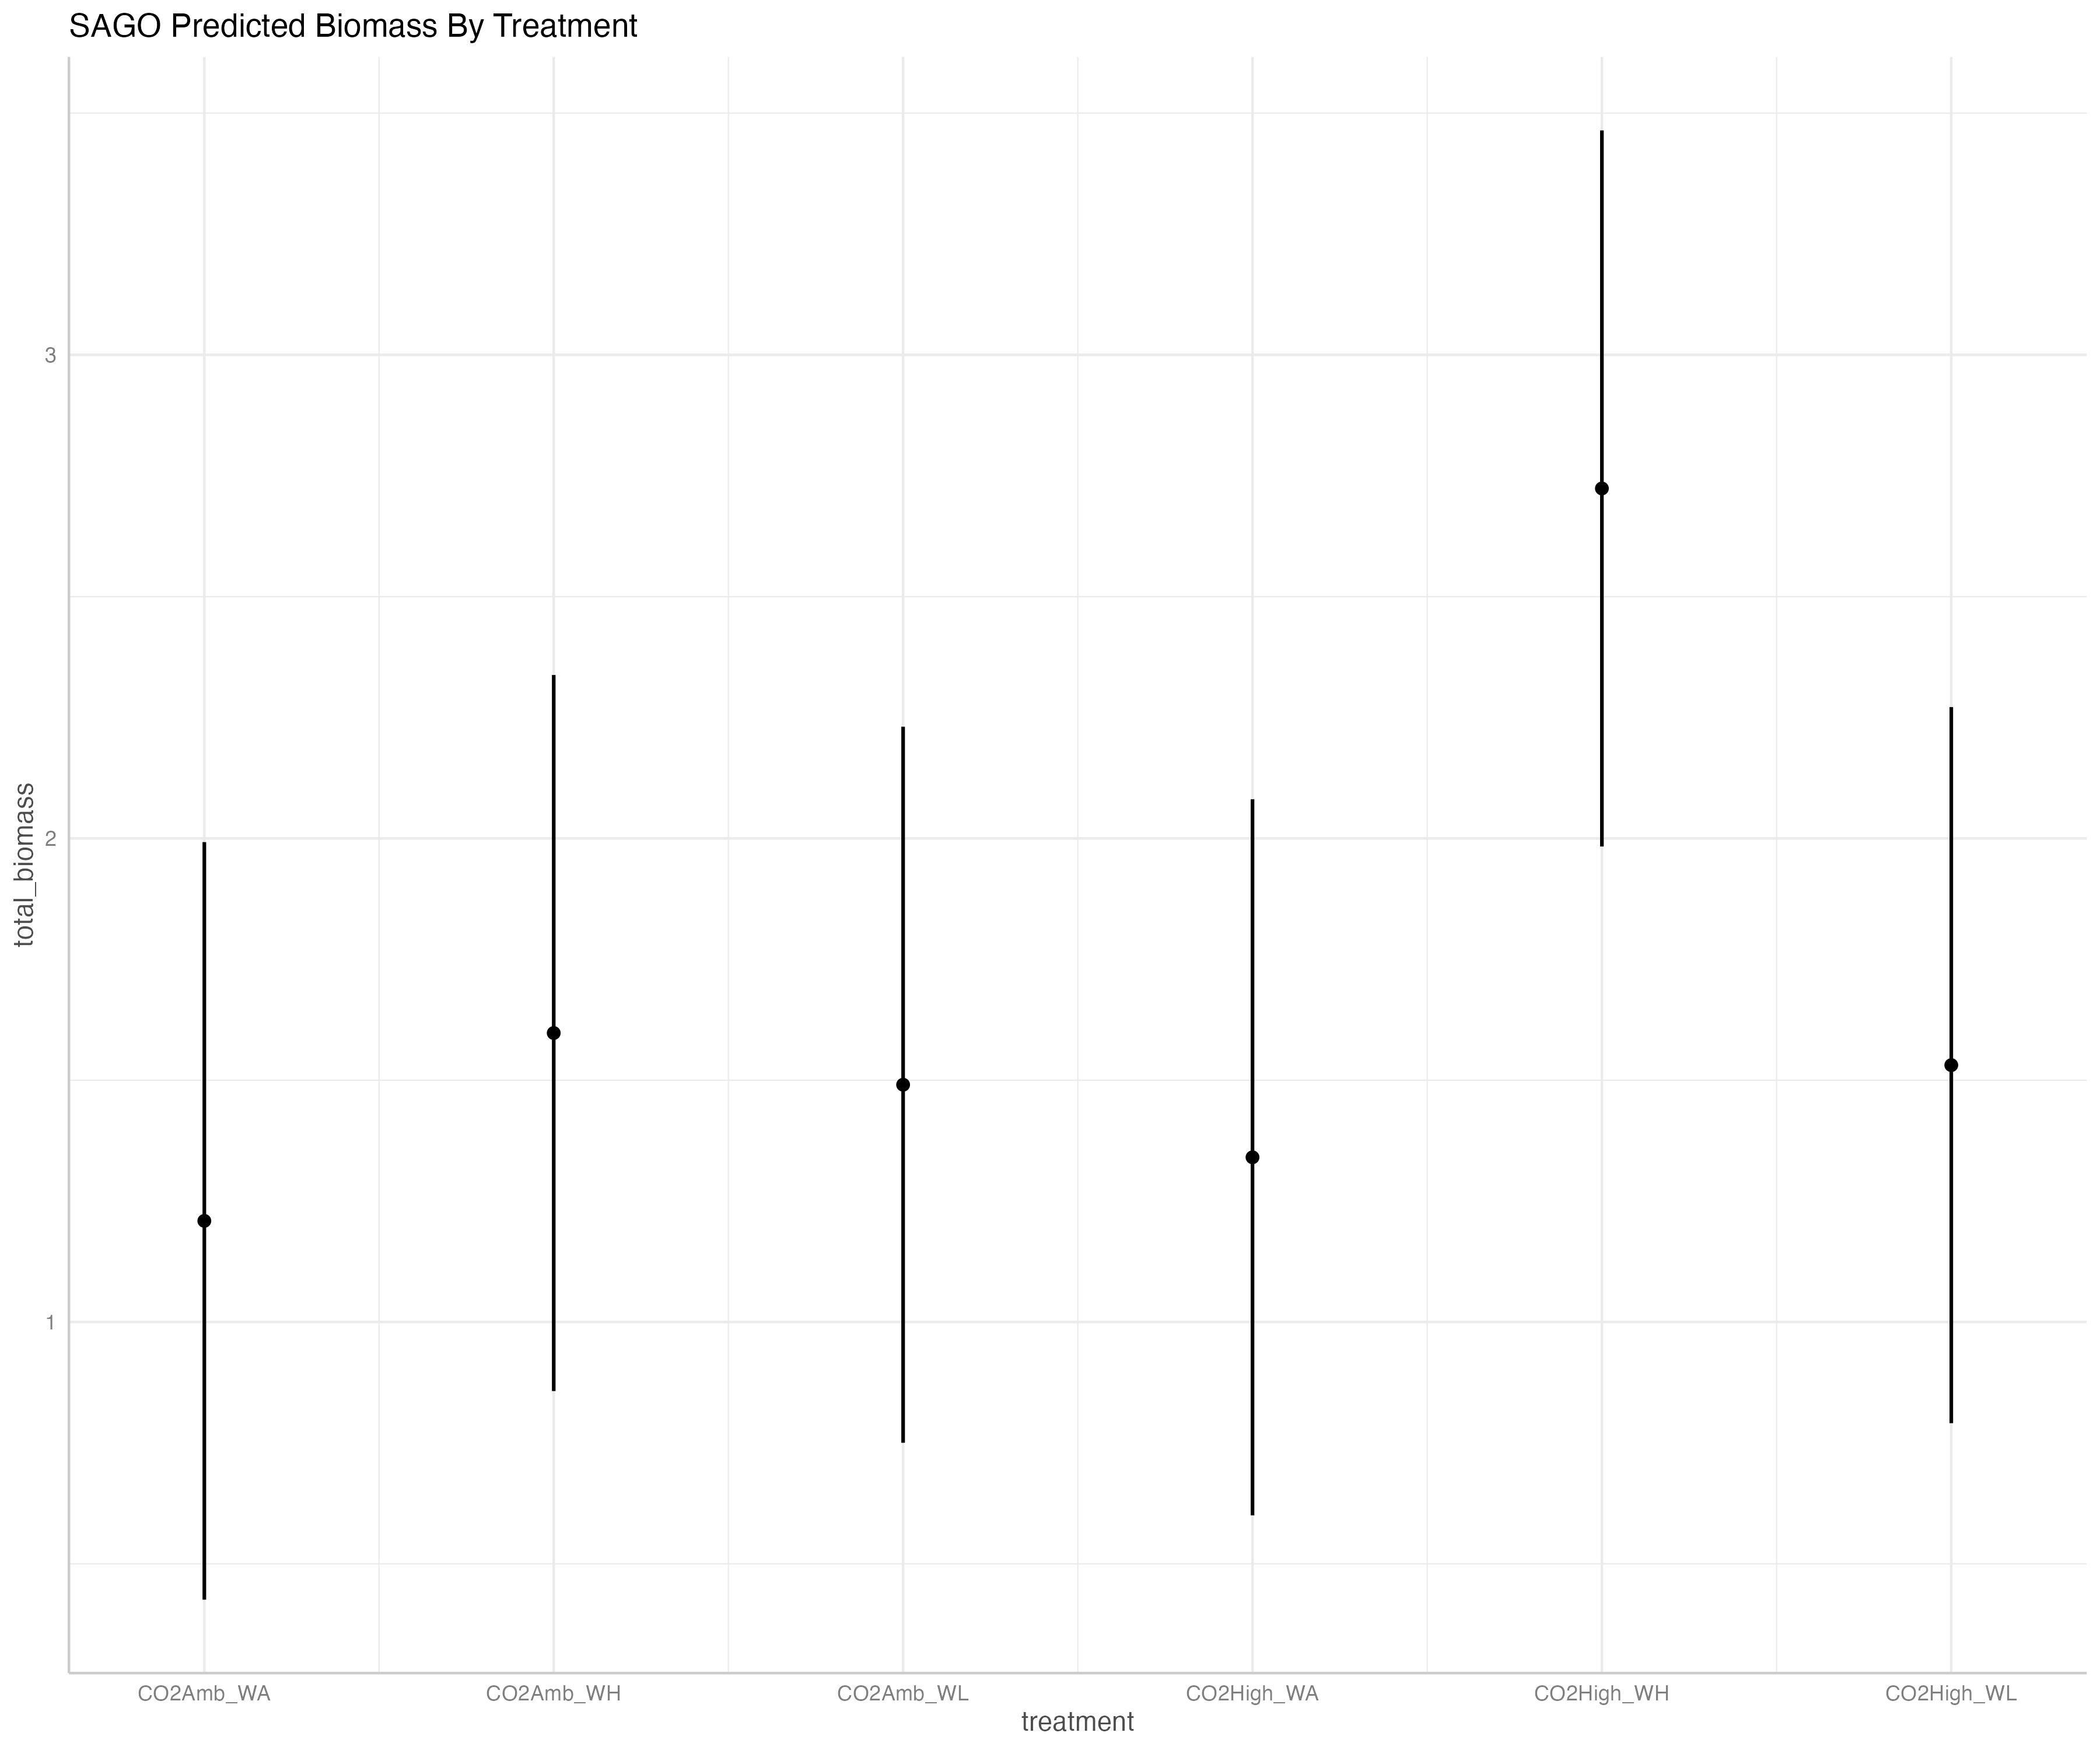 SAGO Predicted Biomass By Treatment
total_biomass
3
2
1
CO2Amb_WA CO2Amb_WH CO2Amb_WL CO2High_WA CO2High_WH CO2High_WL
treatment